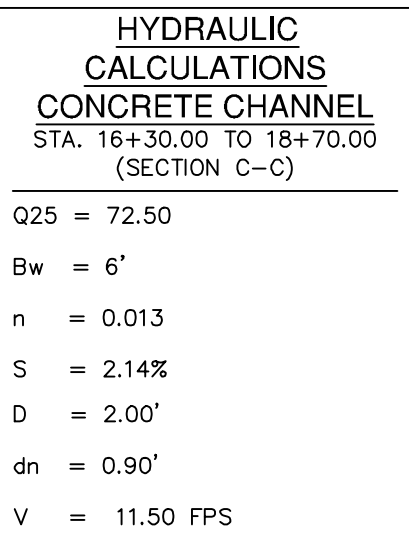 HYDRAULIC
CALCULATIONS
CONCRETE CHANNEL
STA. 16+30.00 TO 18+70.00
(SECTION C-C)
Q25 = 72.50
Bw = 6'
n = 0.013
S = 2.14%
D = 2.00'
dn = 0.90'
V = 11.50 FPS